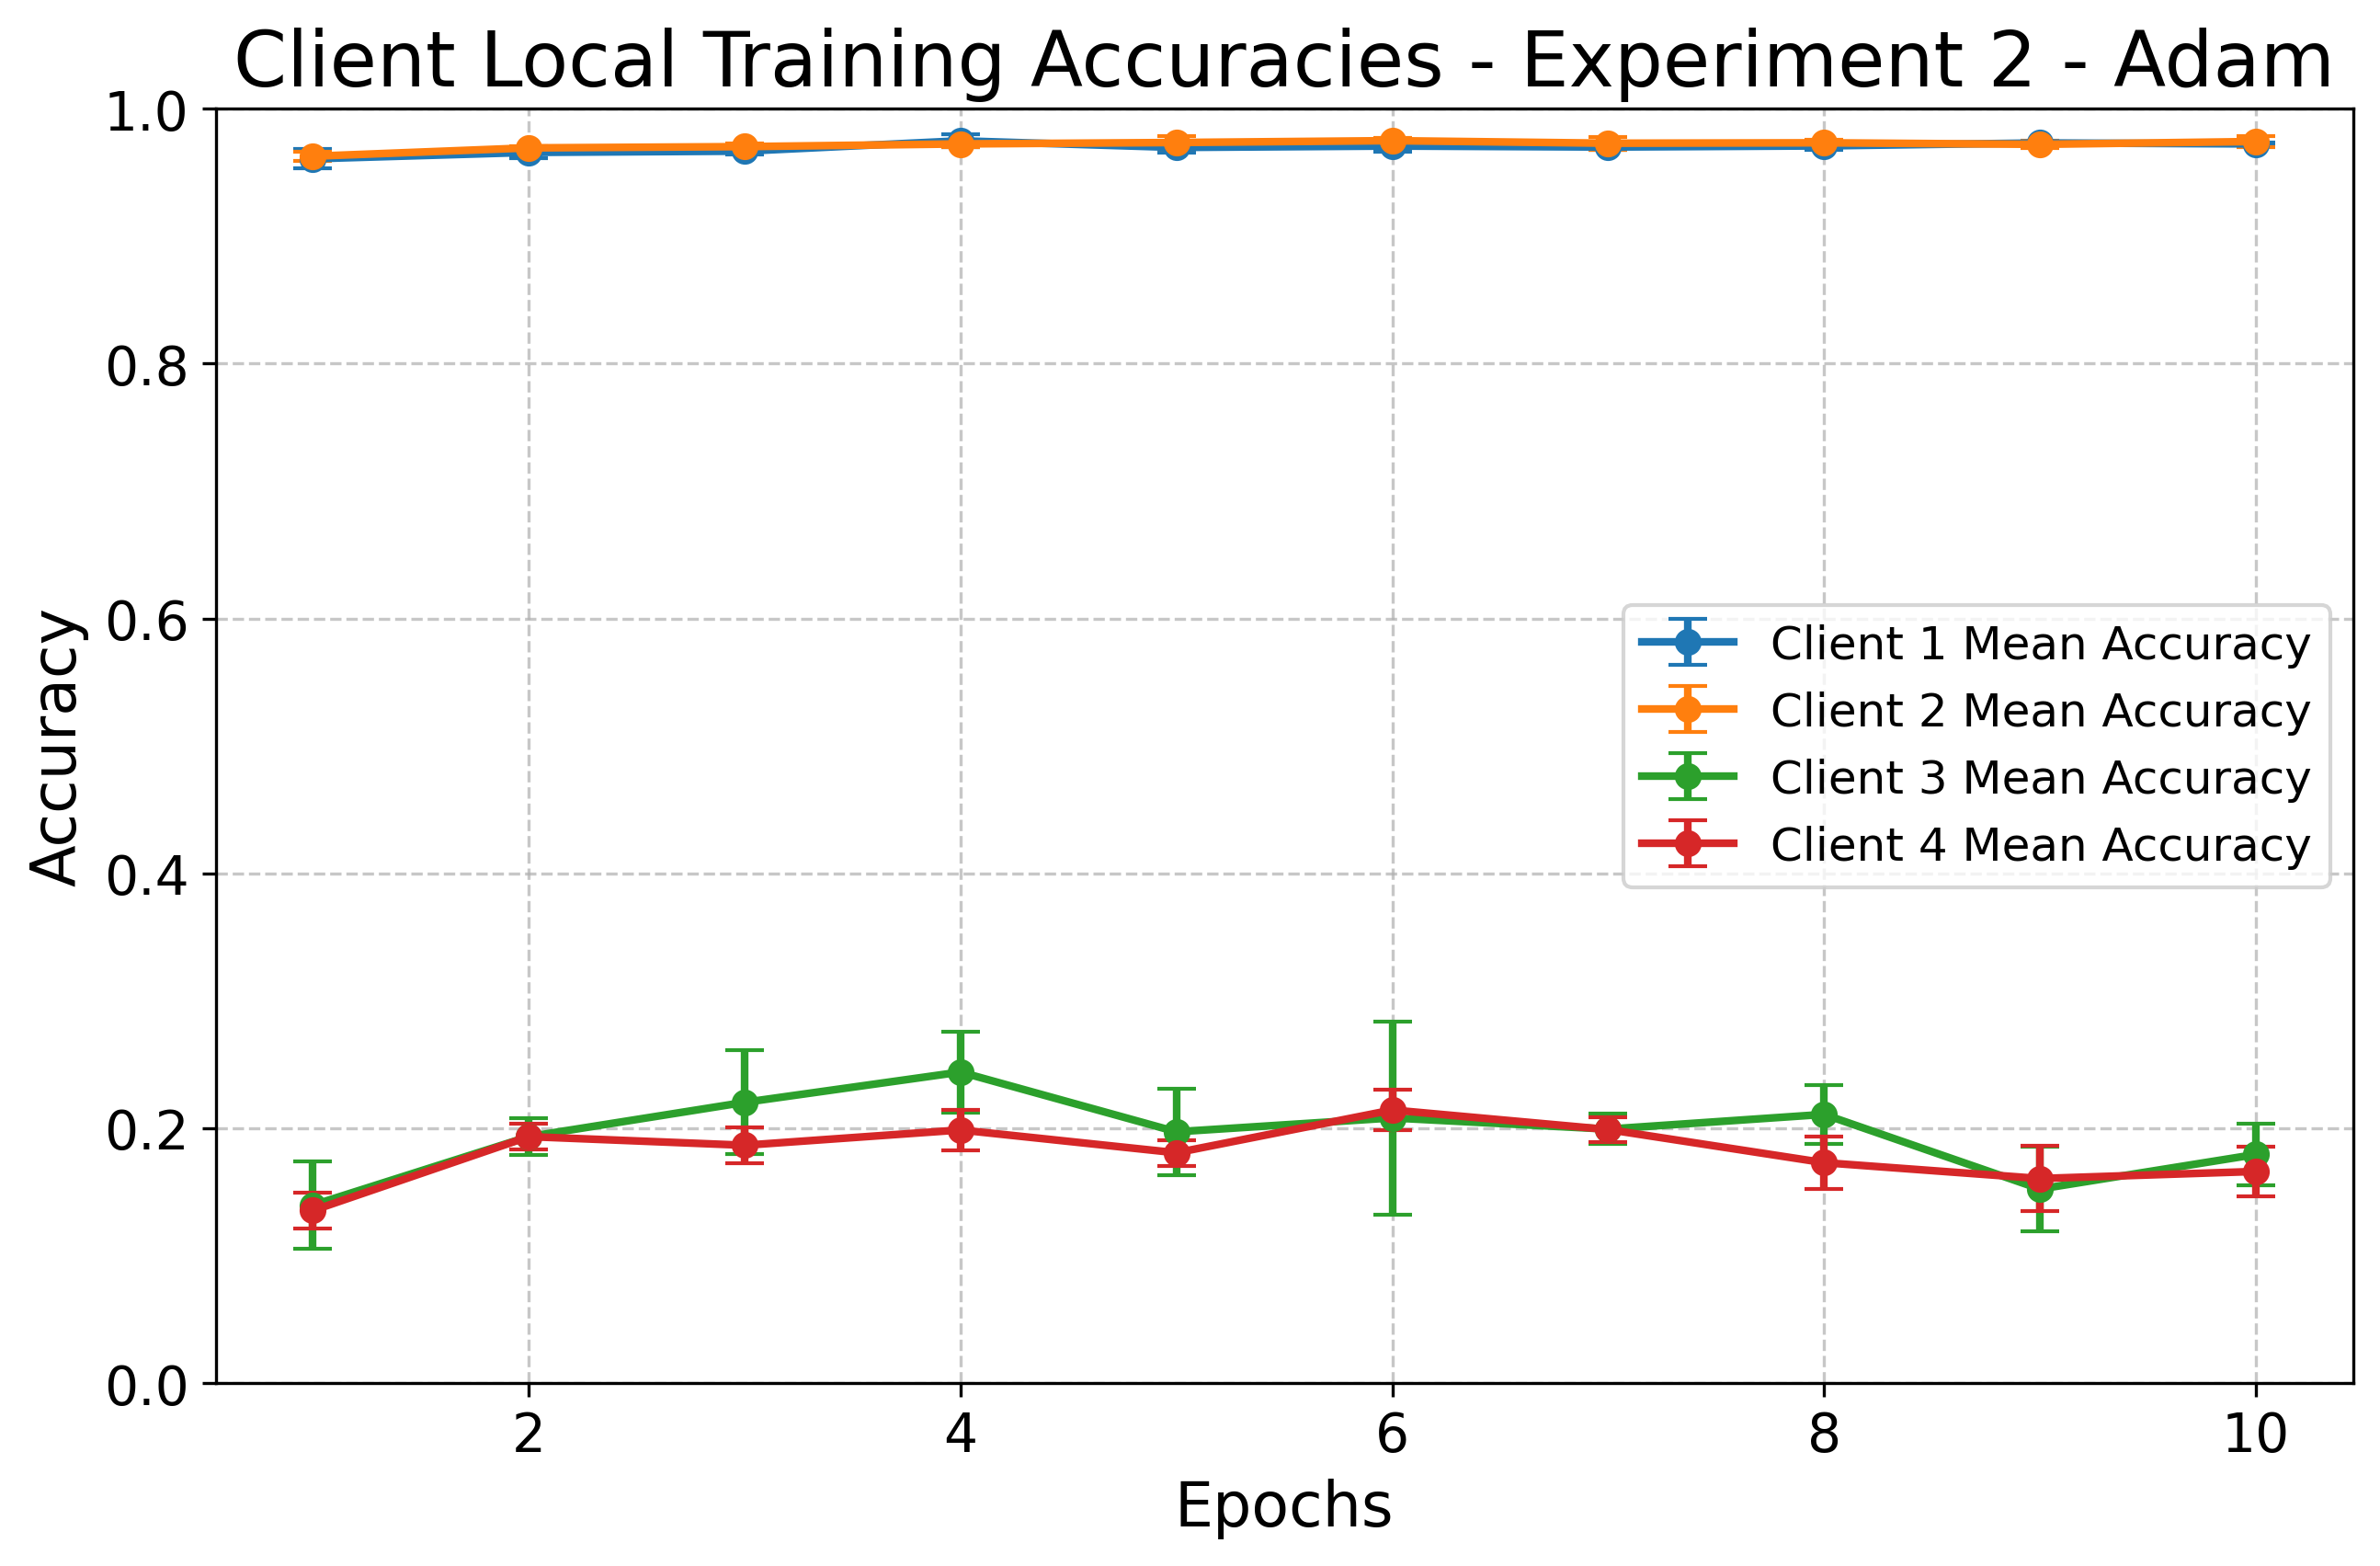 Client Local Training Accuracies - Experiment 2 - Adam
1.0
0.8
0.6
0.4
0.2
0.0
Accuracy
Client 1 Mean Accuracy
Client 2 Mean Accuracy
Client 3 Mean Accuracy
Client 4 Mean Accuracy
2 4 6 8 10
Epochs